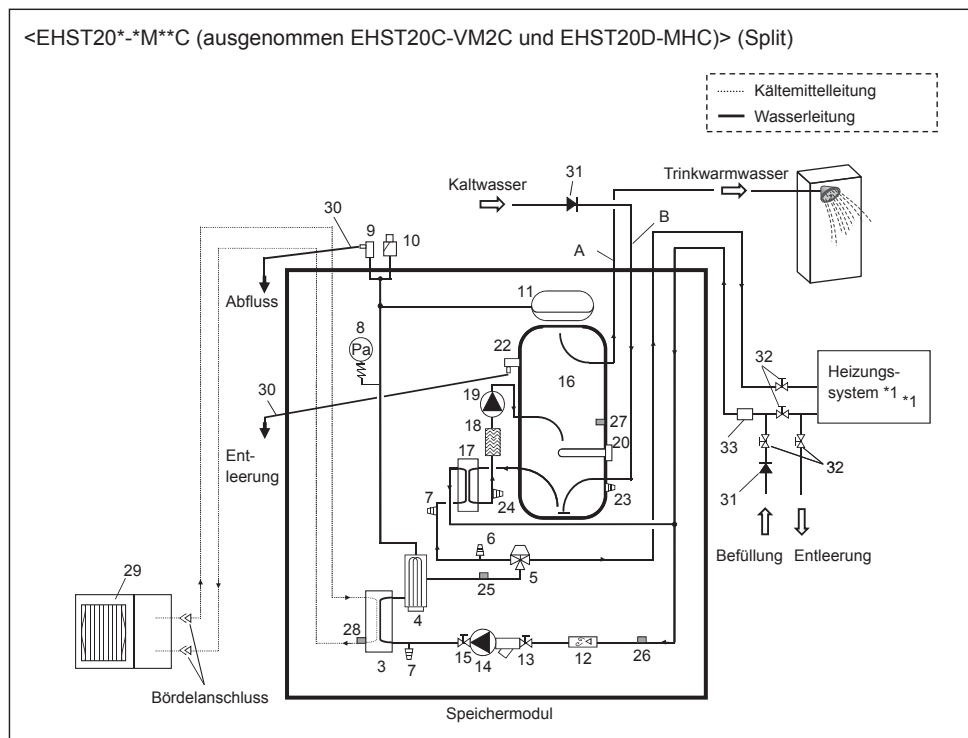 <EHST20*-*M**C (ausgenommen EHST20C-VM2C und EHST20D-MHC)> (Split)
Kältemittelleitung
Wasserleitung
31
Kaltwasser
Trinkwarmwasser
30
9
10
A
B
Abfluss
11
8
Pa
22
16
32
Heizungs-
system *1
*1
30
19
27
18
20
33
32
Ent-
leerung
17
7
24
23
31
6
5
Befüllung
Entleerung
25
29
4
28
3
7
15
14
13
12
26
Bördelanschluss
Speichermodul